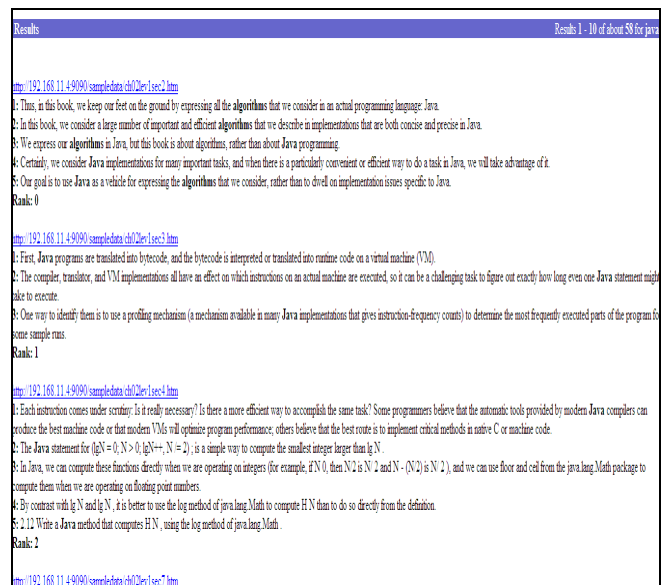 Results Results 1 - 10 of about 58 for java
http://192.168.11.4:9090/sampledata/ch02lev1sec2.htm
1: Thus, in this book, we keep our feet on the ground by expressing all the algorithms that we consider in an actual programming language: Java.
2: In this book, we consider a large number of important and efficient algorithms that we describe in implementations that are both concise and precise in Java.
3: We express our algorithms in Java, but this book is about algorithms, rather than about Java programming.
4: Certainly, we consider Java implementations for many important tasks, and when there is a particularly convenient or efficient way to do a task in Java, we will take advantage of it.
5: Our goal is to use Java as a vehicle for expressing the algorithms that we consider, rather than to dwell on implementation issues specific to Java.
Rank: 0
http://192.168.11.4:9090/sampledata/ch02lev1sec3.htm
1: First, Java programs are translated into bytecode, and the bytecode is interpreted or translated into runtime code on a virtual machine (VM).
2: The compiler, translator, and VM implementations all have an effect on which instructions on an actual machine are executed, so it can be a challenging task to figure out exactly how long even one Java statement might
take to execute.
3: One way to identify them is to use a profiling mechanism (a mechanism available in many Java implementations that gives instruction-frequency counts) to determine the most frequently executed parts of the program fo
some sample runs.
Rank: 1
http://192.168.11.4:9090/sampledata/ch02lev1sec4.htm
1: Each instruction comes under scrutiny: Is it really necessary? Is there a more efficient way to accomplish the same task? Some programmers believe that the automatic tools provided by modern Java compilers can
produce the best machine code or that modern VMs will optimize program performance; others believe that the best route is to implement critical methods in native C or machine code.
2: The Java statement for (lgN = 0; N > 0; lgN++, N /= 2) ; is a simple way to compute the smallest integer larger than lg N .
3: In Java, we can compute these functions directly when we are operating on integers (for example, if N 0, then N/2 is N/ 2 and N - (N/2) is N/ 2 ), and we can use floor and ceil from the java.lang.Math package to
compute them when we are operating on floating point numbers.
4: By contrast with lg N and lg N , it is better to use the log method of java.lang.Math to compute H N than to do so directly from the definition.
5: 2.12 Write a Java method that computes H N , using the log method of java.lang.Math .
Rank: 2
http://192.168.11.4:9090/sampledata/ch02lev1sec7.htm